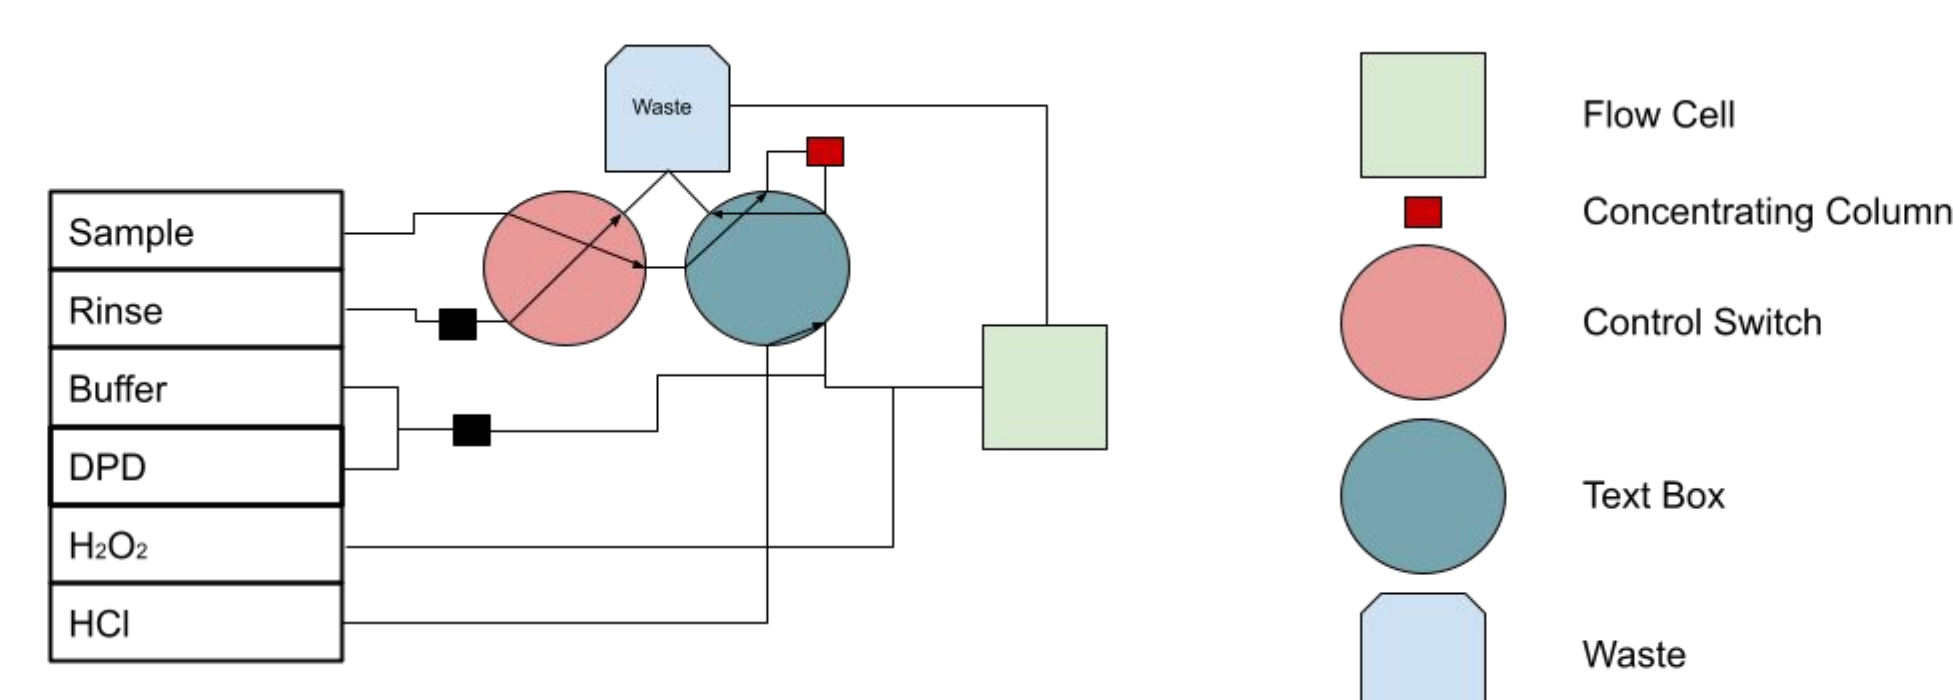 Waste
Sample
Rinse
Buffer
DPD
H₂O₂
HCl
Flow Cell
Concentrating Column
Control Switch
Text Box
Waste